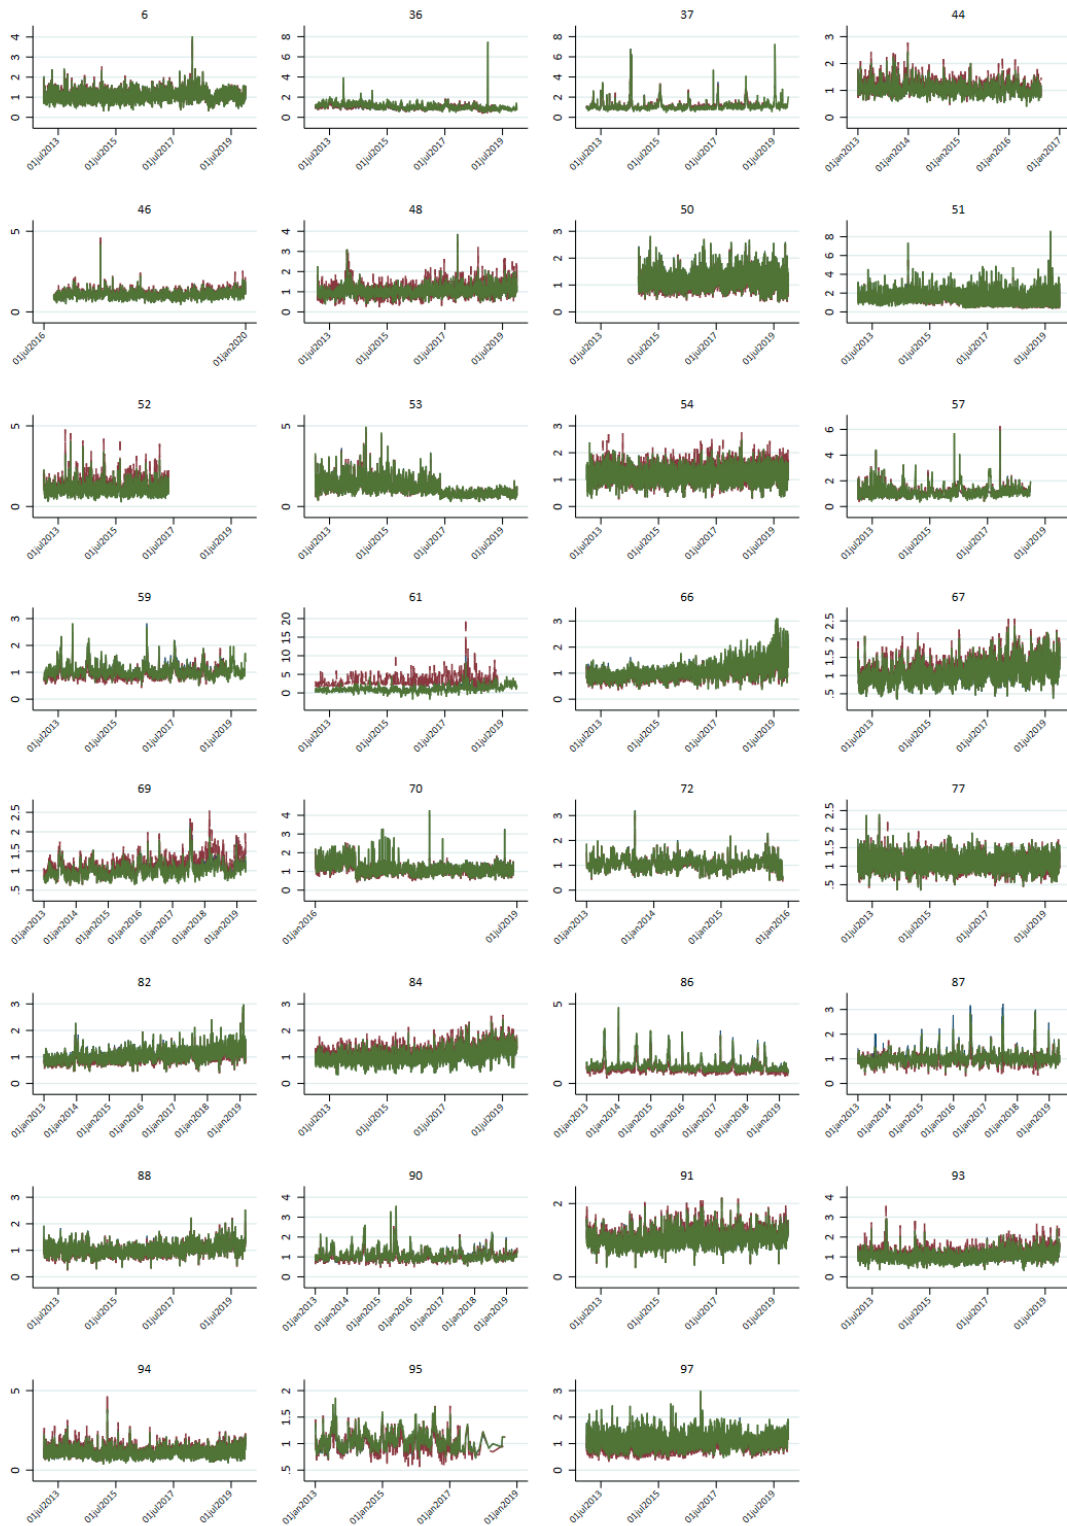 6 36 37 44
4 3 2 1 0 01jul2013 01jul2015 01jul2017 01jul2019
8 6 4 2 0 01jul2013 01jul2015 01jul2017 01jul2019
8 6 4 2 0 01jul2013 01jul2015 01jul2017 01jul2019
3 2 1 0 01jan2013 01jan2014 01jan2015 01jan2016 01jan2017
46 48 50 51
5 0 01jul2016 01jan2020
4 3 2 1 0 01jul2013 01jul2015 01jul2017 01jul2019
3 2 1 0 01jul2013 01jul2015 01jul2017 01jul2019
8 6 4 2 0 01jul2013 01jul2015 01jul2017 01jul2019
52 53 54 57
5 0 01jul2013 01jul2015 01jul2017 01jul2019
5 0 01jul2013 01jul2015 01jul2017 01jul2019
3 2 1 0 01jul2013 01jul2015 01jul2017 01jul2019
6 4 2 0 01jul2013 01jul2015 01jul2017 01jul2019
59 61 66 67
3 2 1 0 01jul2013 01jul2015 01jul2017 01jul2019
20 15 10 5 0 01jul2013 01jul2015 01jul2017 01jul2019
3 2 1 0 01jul2013 01jul2015 01jul2017 01jul2019
2.5 2 1.5 1 .5 01jul2013 01jul2015 01jul2017 01jul2019
69 70 72 77
2.5 2 1.5 1 .5 01jan2013 01jan2014 01jan2015 01jan2016 01jan2017 01jan2018 01jan2019
4 3 2 1 0 01jan2016 01jul2019
3 2 1 0 01jan2013 01jan2014 01jan2015 01jan2016
2.5 2 1.5 1 .5 01jul2013 01jul2015 01jul2017 01jul2019
82 84 86 87
3 2 1 0 01jan2013 01jan2014 01jan2015 01jan2016 01jan2017 01jan2018 01jan2019
3 2 1 0 01jul2013 01jul2015 01jul2017 01jul2019
5 0 01jan2013 01jan2014 01jan2015 01jan2016 01jan2017 01jan2018 01jan2019
3 2 1 0 01jan2013 01jan2014 01jan2015 01jan2016 01jan2017 01jan2018 01jan2019
88 90 91 93
3 2 1 0 01jul2013 01jul2015 01jul2017 01jul2019
4 3 2 1 0 01jan2013 01jan2014 01jan2015 01jan2016 01jan2017 01jan2018 01jan2019
2 0 01jul2013 01jul2015 01jul2017 01jul2019
4 3 2 1 0 01jul2013 01jul2015 01jul2017 01jul2019
94 95 97
5 0 01jul2013 01jul2015 01jul2017 01jul2019
2 1.5 1 .5 01jan2013 01jan2015 01jan2017 01jan2019
3 2 1 0 01jul2013 01jul2015 01jul2017 01jul2019